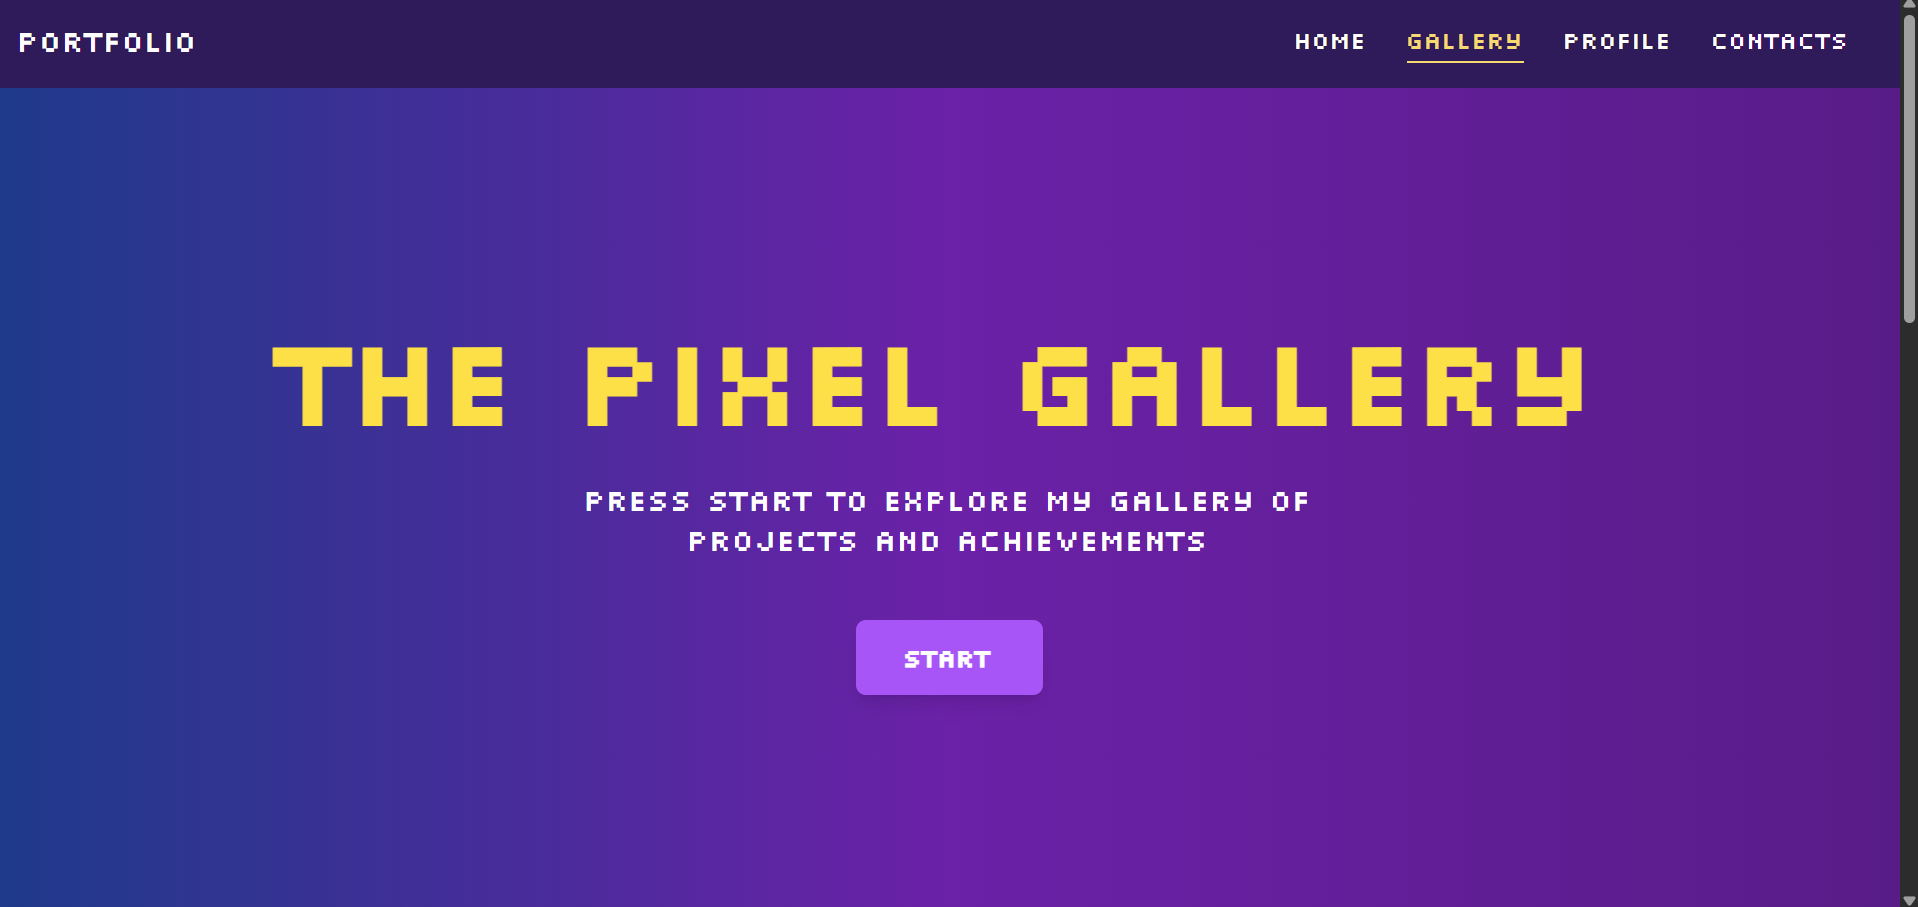 PORTFOLIO
HOME GALLERY PROFILE CONTACTS
THE PIXEL GALLERY
PRESS START TO EXPLORE MY GALLERY OF
PROJECTS AND ACHIEVEMENTS
START